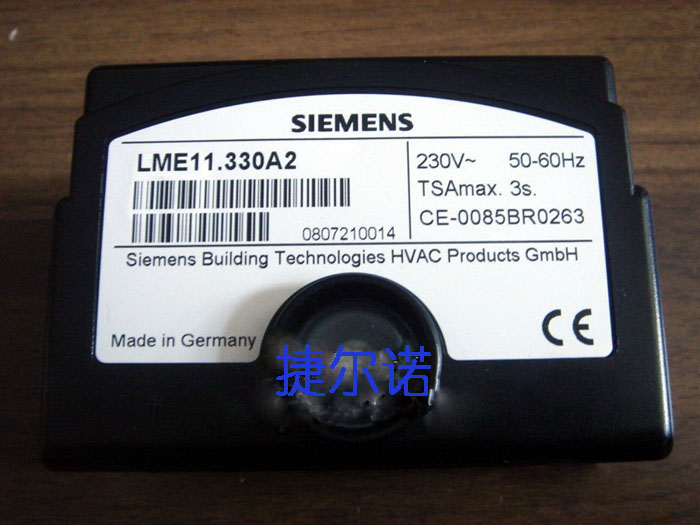 SIEMENS
LME11.330A2
230V~ 50-60Hz
TSAmax. 3s.
0807210014
CE-0085BR0263
Siemens Building Technologies HVAC Products GmbH
Made in Germany
CE
捷尔诺